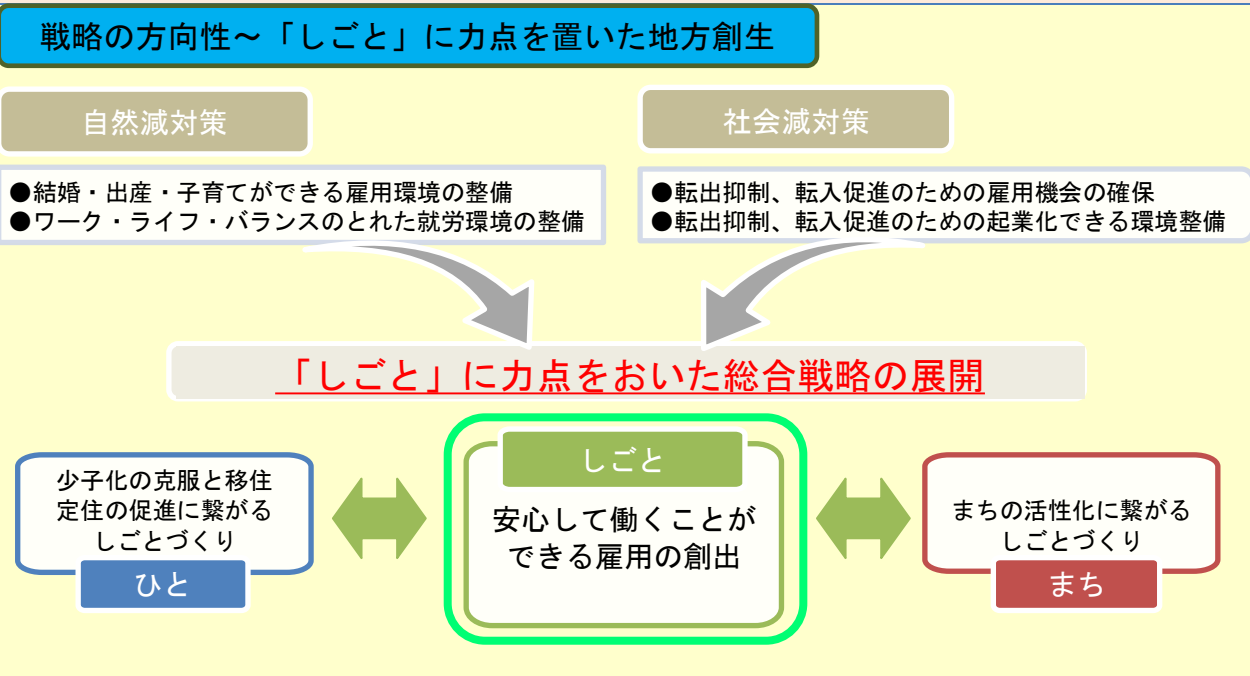 戦略の方向性～「しごと」に力点を置いた地方創生
自然減対策
●結婚・出産・子育てができる雇用環境の整備
●ワーク・ライフ・バランスのとれた就労環境の整備
社会減対策
●転出抑制、転入促進のための雇用機会の確保
●転出抑制、転入促進のための起業化できる環境整備
「しごと」に力点をおいた総合戦略の展開
少子化の克服と移住
定住の促進に繋がる
しごとづくり
ひと
しごと
安心して働くことが
できる雇用の創出
まちの活性化に繋がる
しごとづくり
まち